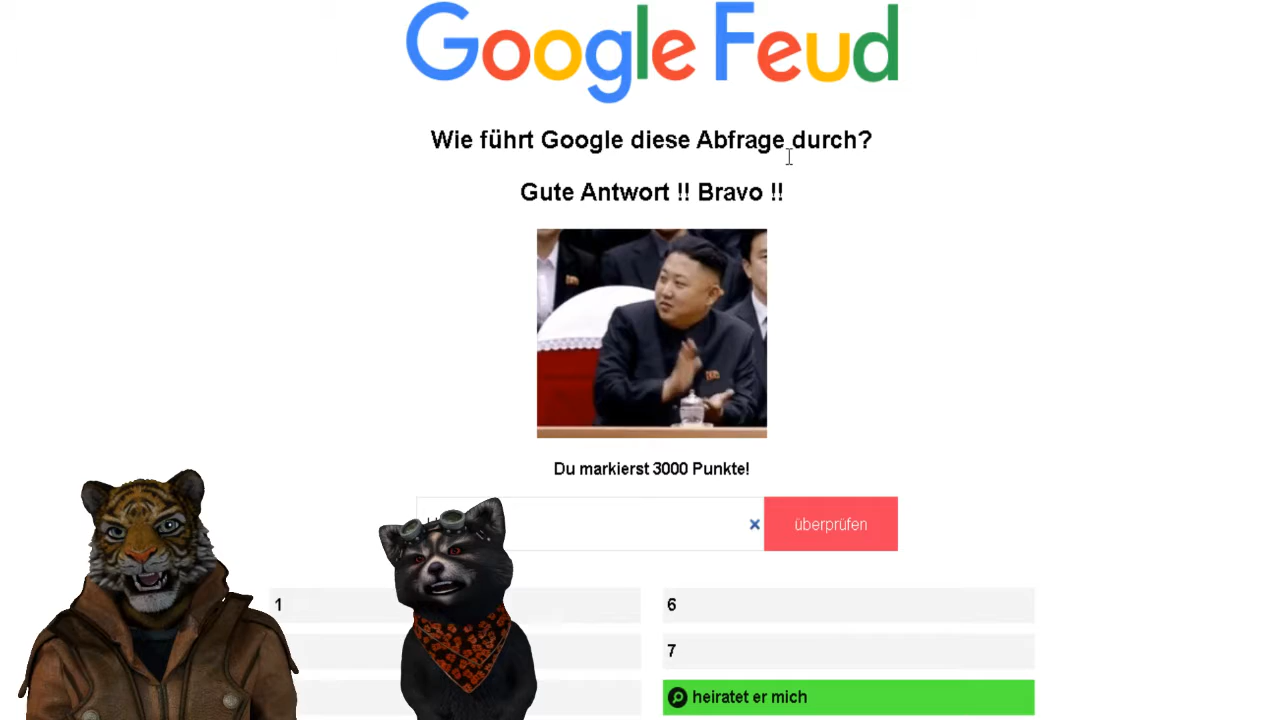 Google Feud
Wie führt Google diese Abfrage durch?
Gute Antwort !! Bravo !!
Du markierst 3000 Punkte!
× überprüfen
1
6
7
heiratet er mich